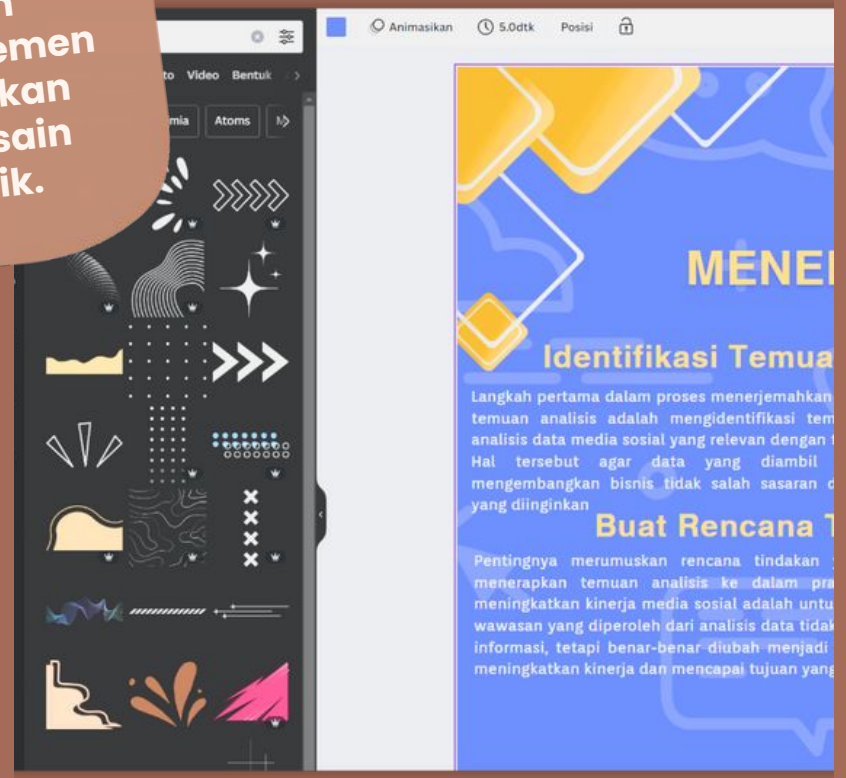 kan
sain
ik.
Animasikan
5.0dtk
Posisi
Video
Bentuk
Atoms
Identifikasi Temua
Langkah pertama dalam proses menerjemahkan
temuan analisis adalah mengidentifikasi tem
analisis data media sosial yang relevan dengan
Hal tersebut agar data yang diambil
mengembangkan bisnis tidak salah sasaran d
yang diinginkan
Buat Rencana
Pentingnya merumuskan rencana tindakan
menerapkan temuan analisis ke dalam pra
meningkatkan kinerja media sosial adalah untu
wawasan yang diperoleh dari analisis data tidak
informasi, tetapi benar-benar diubah menjadi
meningkatkan kinerja dan mencapai tujuan yang